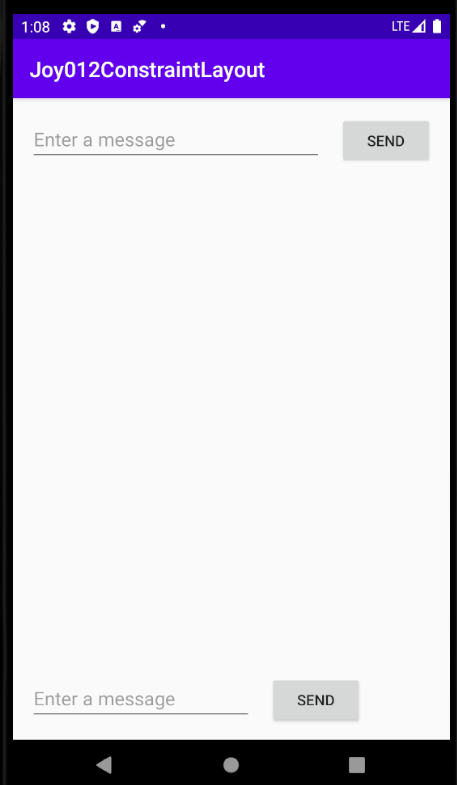 1:08 A LTE
Joy012ConstraintLayout
Enter a message SEND
Enter a message SEND